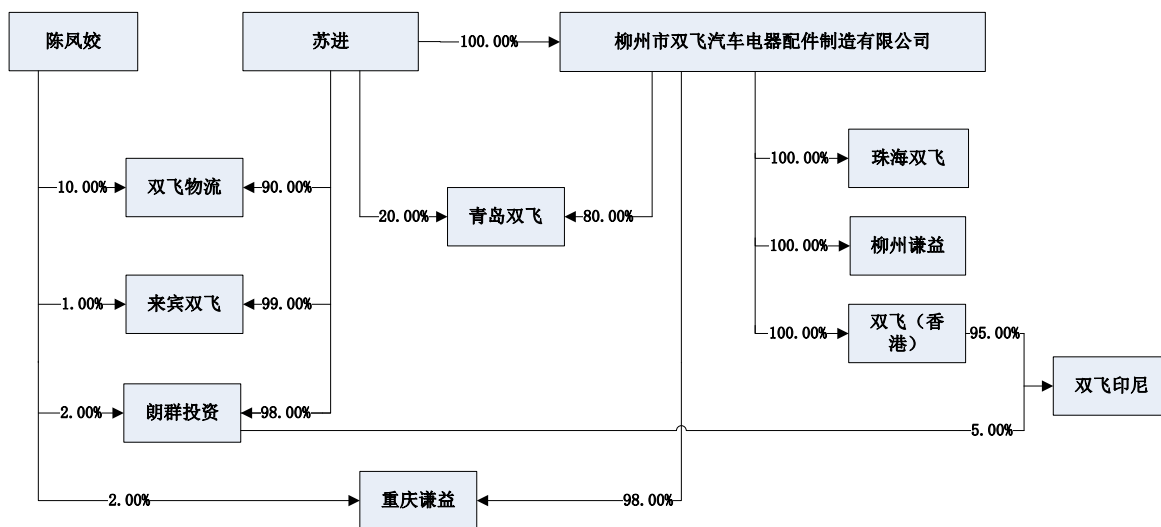 陈凤姣
苏进
100.00%
柳州市双飞汽车电器配件制造有限公司
100.00%
珠海双飞
10.00%
双飞物流
90.00%
20.00%
青岛双飞
80.00%
100.00%
柳州谦益
1.00%
来宾双飞
99.00%
100.00%
双飞（香
港）
95.00%
双飞印尼
2.00%
朗群投资
98.00%
5.00%
2.00%
重庆谦益
98.00%